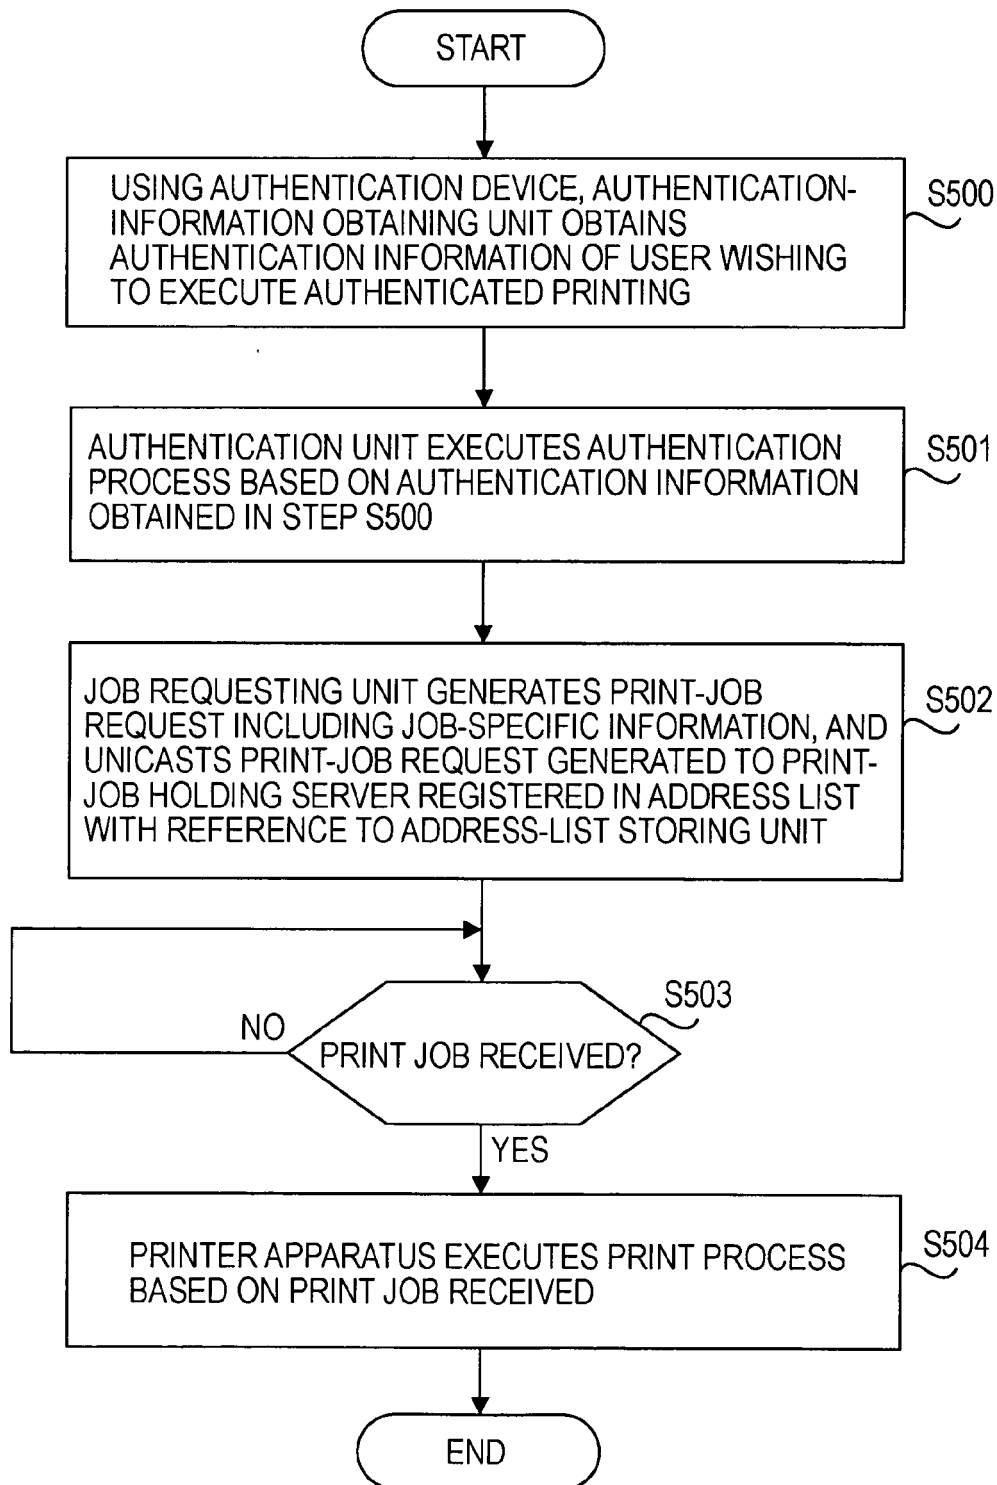 START
USING AUTHENTICATION DEVICE, AUTHENTICATION-
INFORMATION OBTAINING UNIT OBTAINS
AUTHENTICATION INFORMATION OF USER WISHING
TO EXECUTE AUTHENTICATED PRINTING
S500
AUTHENTICATION UNIT EXECUTES AUTHENTICATION
PROCESS BASED ON AUTHENTICATION INFORMATION
OBTAINED IN STEP S500
S501
JOB REQUESTING UNIT GENERATES PRINT-JOB
REQUEST INCLUDING JOB-SPECIFIC INFORMATION, AND
UNICASTS PRINT-JOB REQUEST GENERATED TO PRINT-
JOB HOLDING SERVER REGISTERED IN ADDRESS LIST
WITH REFERENCE TO ADDRESS-LIST STORING UNIT
S502
S503
NO
PRINT JOB RECEIVED?
YES
PRINTER APPARATUS EXECUTES PRINT PROCESS
BASED ON PRINT JOB RECEIVED
S504
END